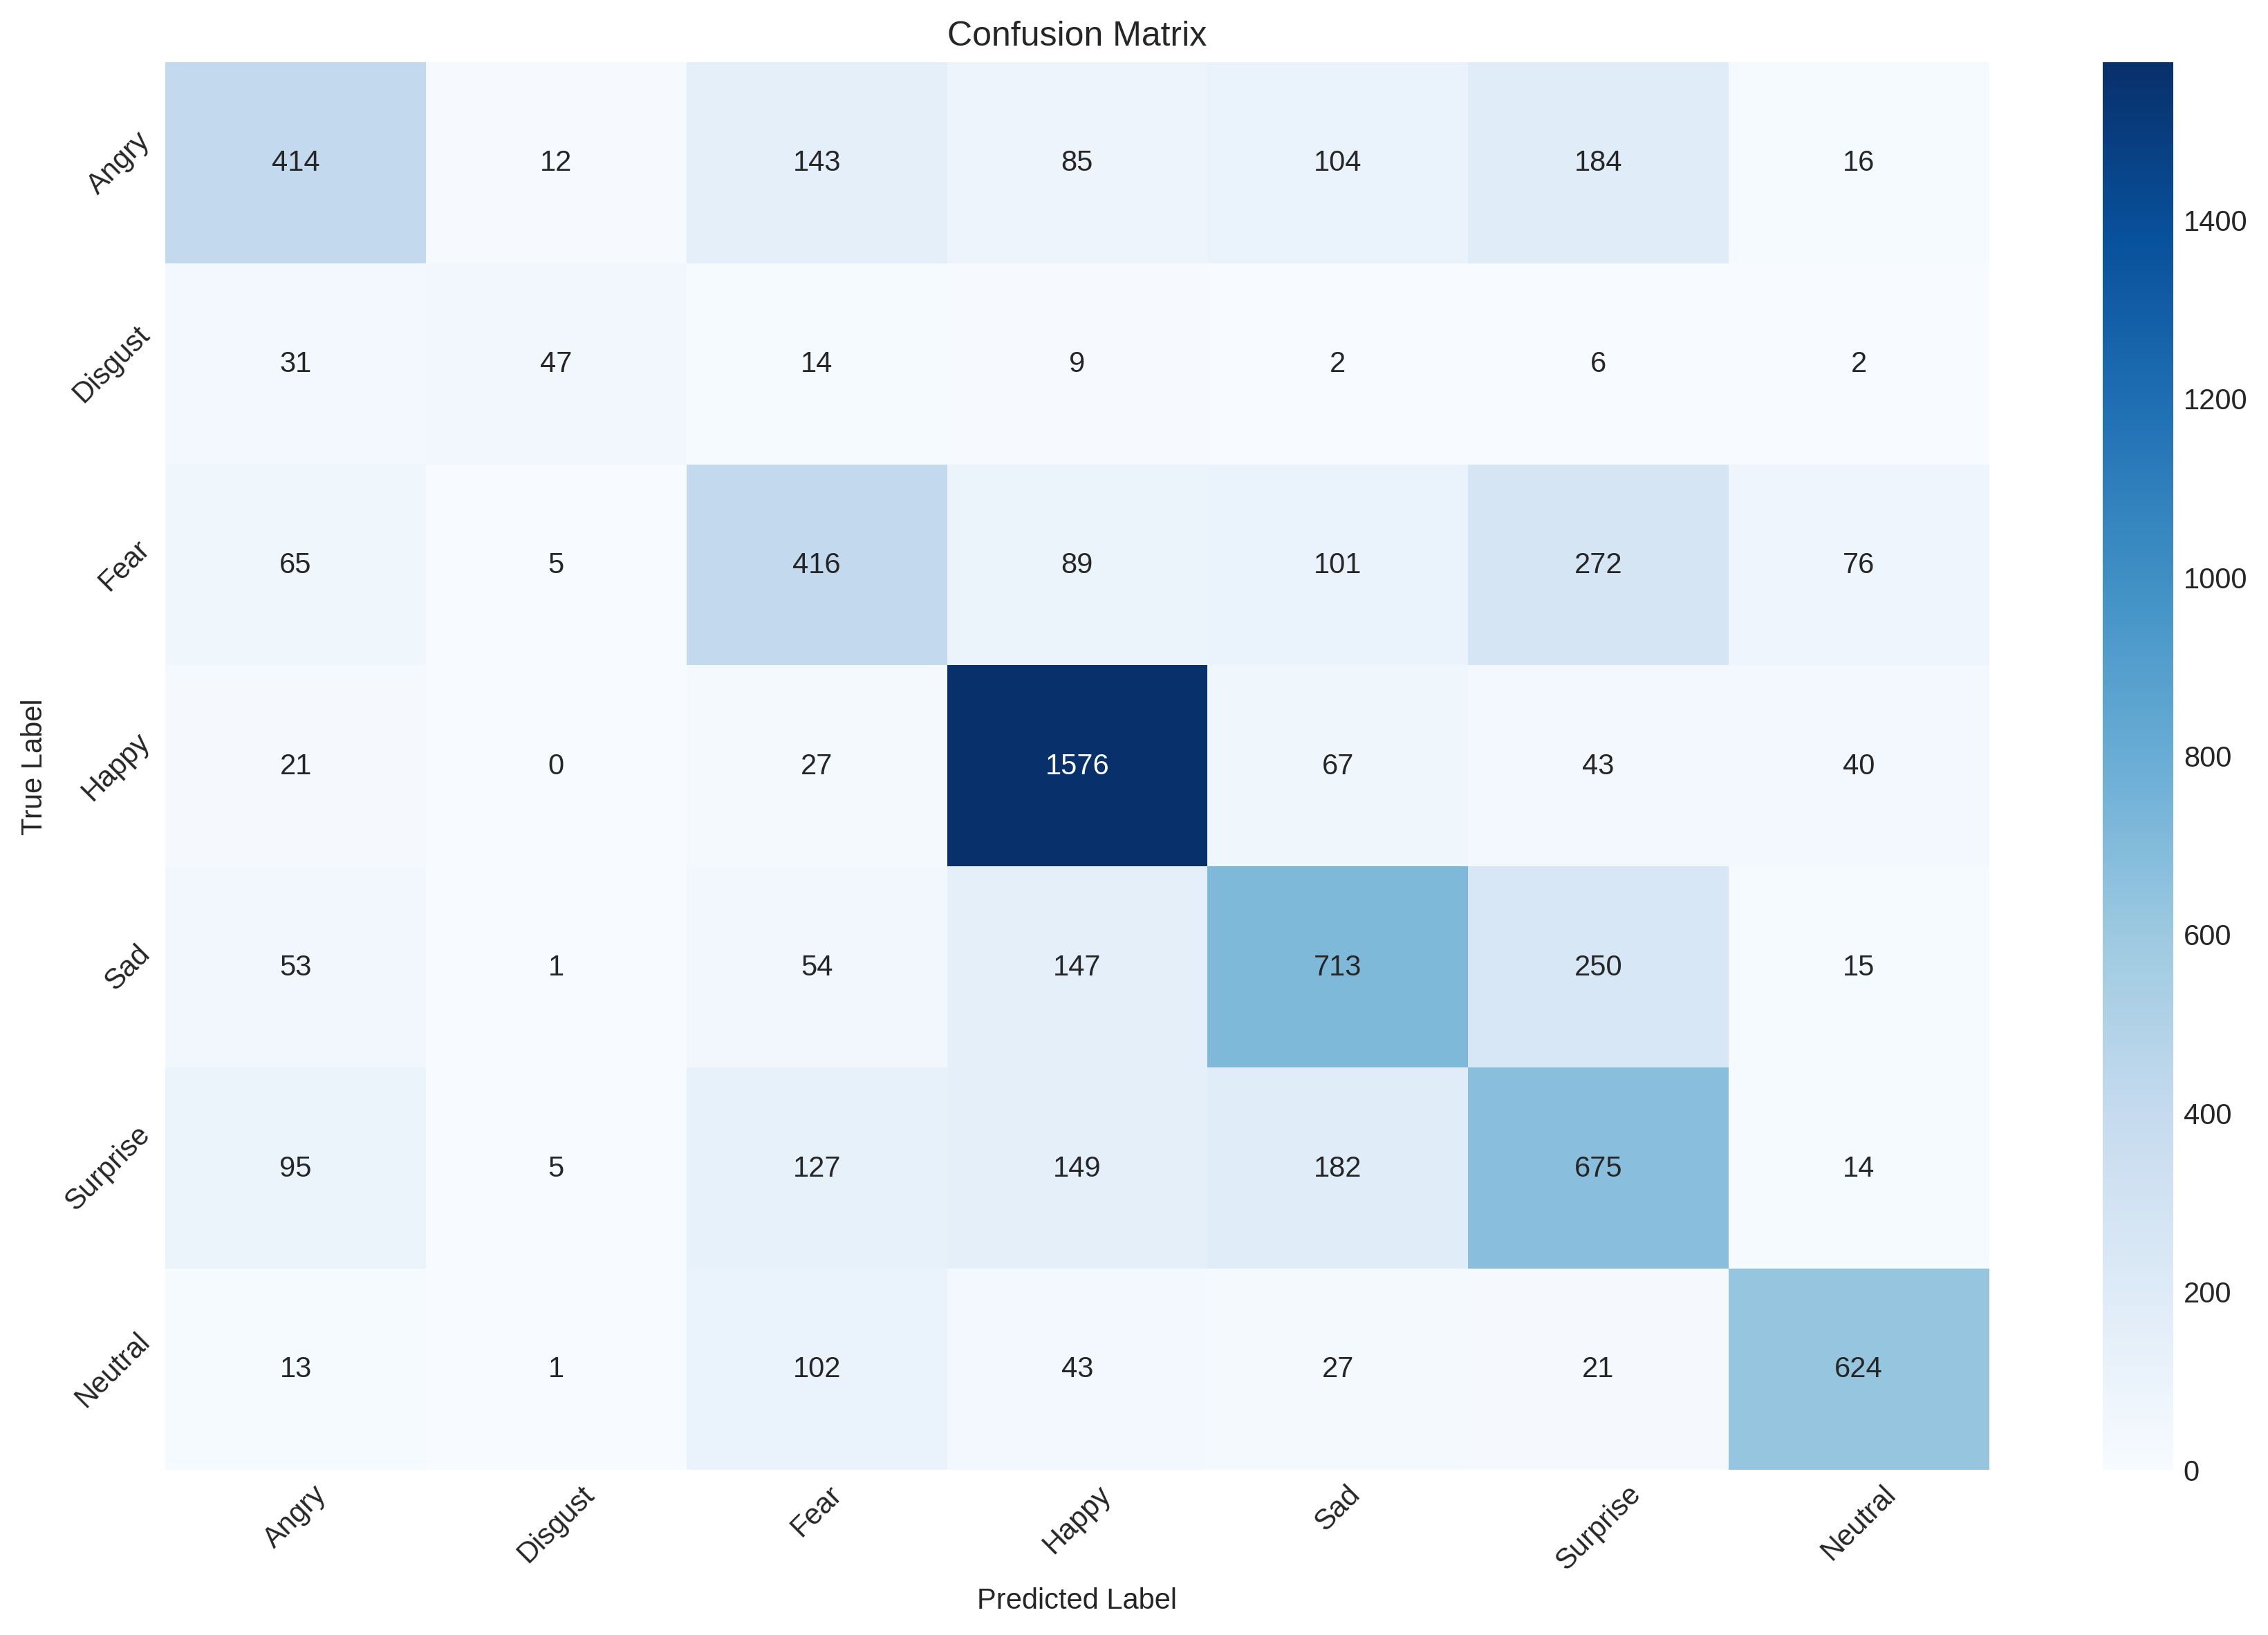 Confusion Matrix
Angry 414 12 143 85 104 184 16
Disgust 31 47 14 9 2 6 2
Fear 65 5 416 89 101 272 76
Happy 21 0 27 1576 67 43 40
Sad 53 1 54 147 713 250 15
Surprise 95 5 127 149 182 675 14
Neutral 13 1 102 43 27 21 624
True Label
Angry Disgust Fear Happy Sad Surprise Neutral
Predicted Label
1400
1200
1000
800
600
400
200
0